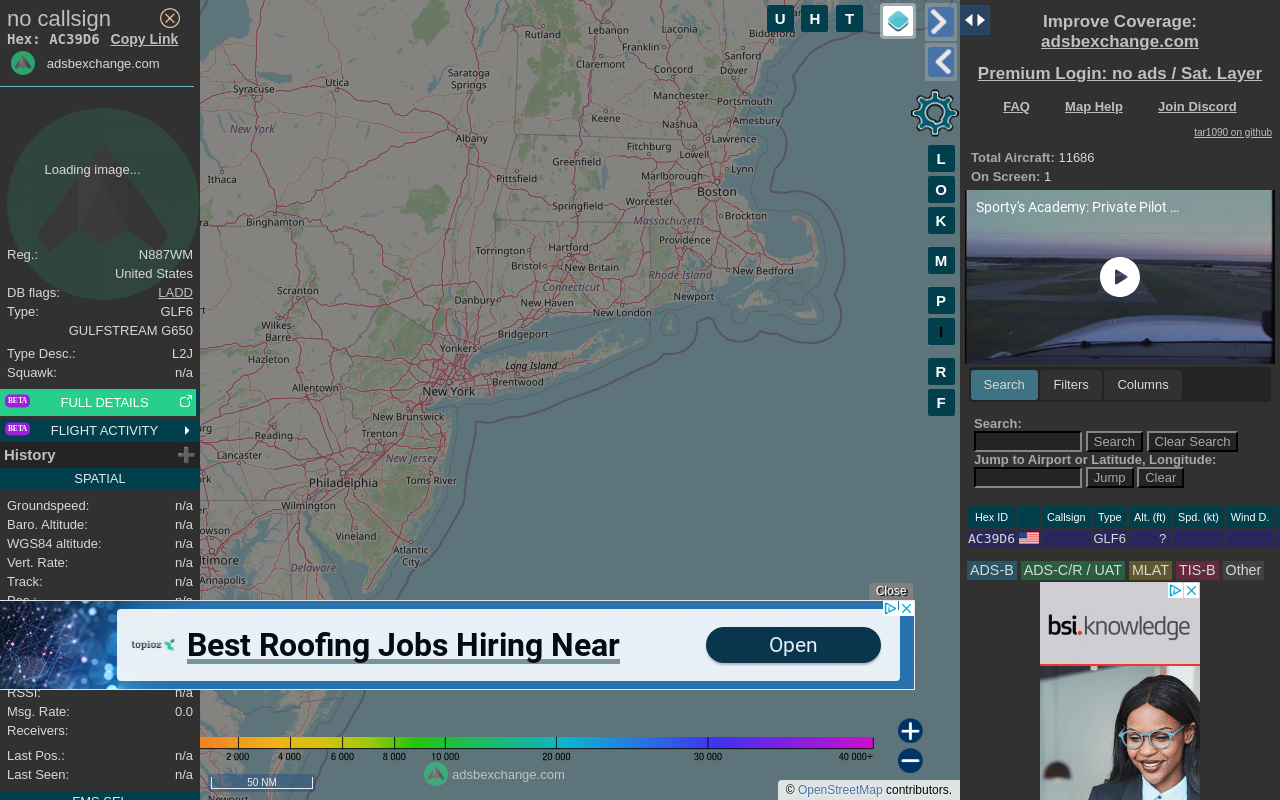 no callsign
Hex: AC39D6 Copy Link
adsbexchange.com
Loading image...
Reg.: N887WM
United States
DB flags: LADD
Type: GLF6
GULFSTREAM G650
Type Desc.: L2J
Squawk: n/a
BETA FULL DETAILS
BETA FLIGHT ACTIVITY
History
SPATIAL
Groundspeed: n/a
Baro. Altitude: n/a
WGS84 altitude: n/a
Vert. Rate: n/a
Track: n/a
RSSI: n/a
Msg. Rate: 0.0
Receivers:
Last Pos.: n/a
Last Seen: n/a
U H T
L
O
K
M
P
I
R
F
Rutland
Lebanon
Laconia
Biddeford
Franklin
Claremont
Concord
Sanford
Dover
Utica
Saratoga
Springs
Syracuse
Manchester
Portsmouth
Keene
Nashua
Amesbury
New York
Albany
Fitchburg
Lawrence
Greenfield
Lowell
Lynn
Ithaca
Pittsfield
Marlborough
Boston
Worcester
Springfield
Binghamton
Massachusetts
Brockton
Torrington
Hartford
Providence
Bristol
New Britain
Rhode Island
New Bedford
Connecticut
Scranton
Danbury
New Haven
Newport
New London
Wilkes-
Barre
Bridgeport
Hazleton
Yonkers
Long Island
Brentwood
Allentown
New York
New Brunswick
Reading
Trenton
Lancaster
New Jersey
Philadelphia
Toms River
Wilmington
Vineland
Atlantic
City
Annapolis
Delaware
Close
topioz
Best Roofing Jobs Hiring Near
Open
2 000 4 000 6 000 8 000 10 000 20 000 30 000 40 000+
adsbexchange.com
50 NM
© OpenStreetMap contributors.
Improve Coverage:
adsbexchange.com
Premium Login: no ads / Sat. Layer
FAQ Map Help Join Discord
tar1090 on github
Total Aircraft: 11686
On Screen: 1
Sporty's Academy: Private Pilot ...
Search Filters Columns
Search:
Search Clear Search
Jump to Airport or Latitude, Longitude:
Jump Clear
Hex ID Callsign Type Alt. (ft) Spd. (kt) Wind D.
AC39D6 GLF6 ?
ADS-B ADS-C/R / UAT MLAT TIS-B Other
bsi.knowledge